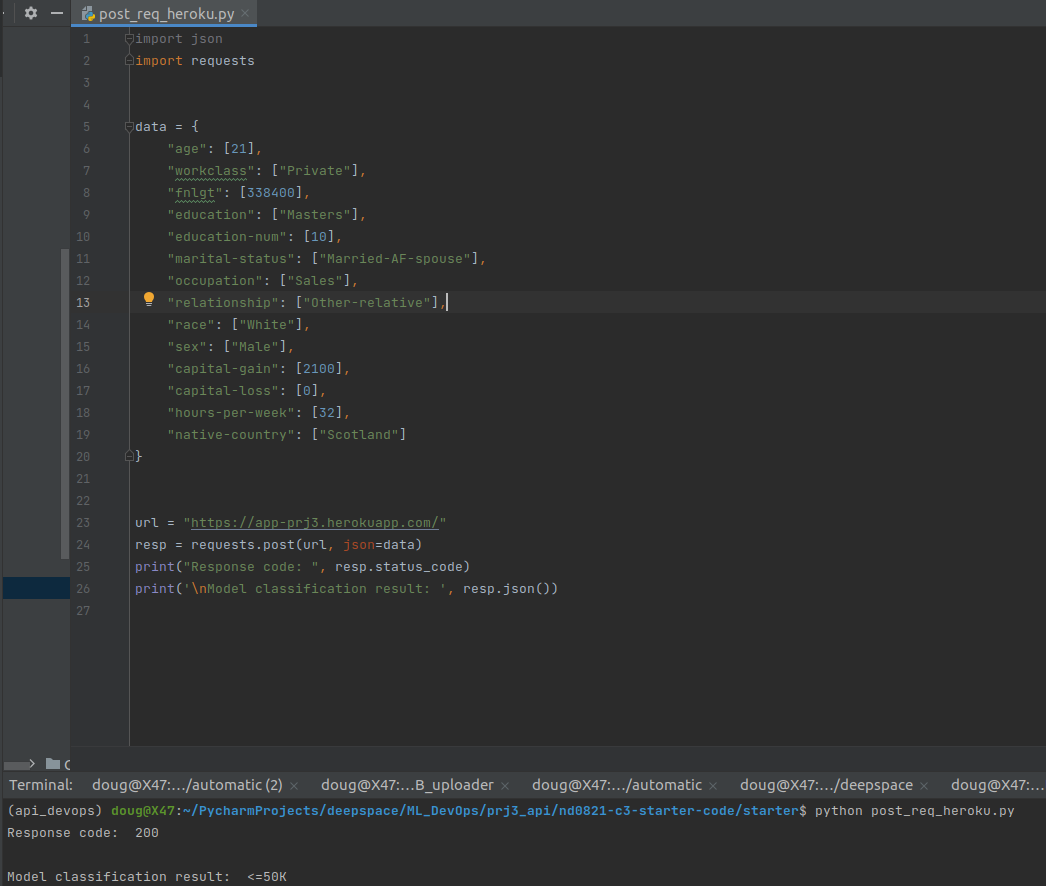 post_req_heroku.py
1 import json
2 import requests
3
4
5 data = {
6 "age": [21],
7 "workclass": ["Private"],
8 "fnlgt": [338400],
9 "education": ["Masters"],
10 "education-num": [10],
11 "marital-status": ["Married-AF-spouse"],
12 "occupation": ["Sales"],
13 "relationship": ["Other-relative"],
14 "race": ["White"],
15 "sex": ["Male"],
16 "capital-gain": [2100],
17 "capital-loss": [0],
18 "hours-per-week": [32],
19 "native-country": ["Scotland"]
20 }
21
22
23 url = "https://app-prj3.herokuapp.com/"
24 resp = requests.post(url, json=data)
25 print("Response code: ", resp.status_code)
26 print('\nModel classification result: ', resp.json())
27
Terminal: doug@X47:.../automatic (2) doug@X47:...B_uploader doug@X47:.../automatic doug@X47:.../deepspace doug@X47:...
(api_devops) doug@X47:~/PycharmProjects/deepspace/ML_DevOps/prj3_api/nd0821-c3-starter-code/starter$ python post_req_heroku.py
Response code:  200
Model classification result:  <=50K